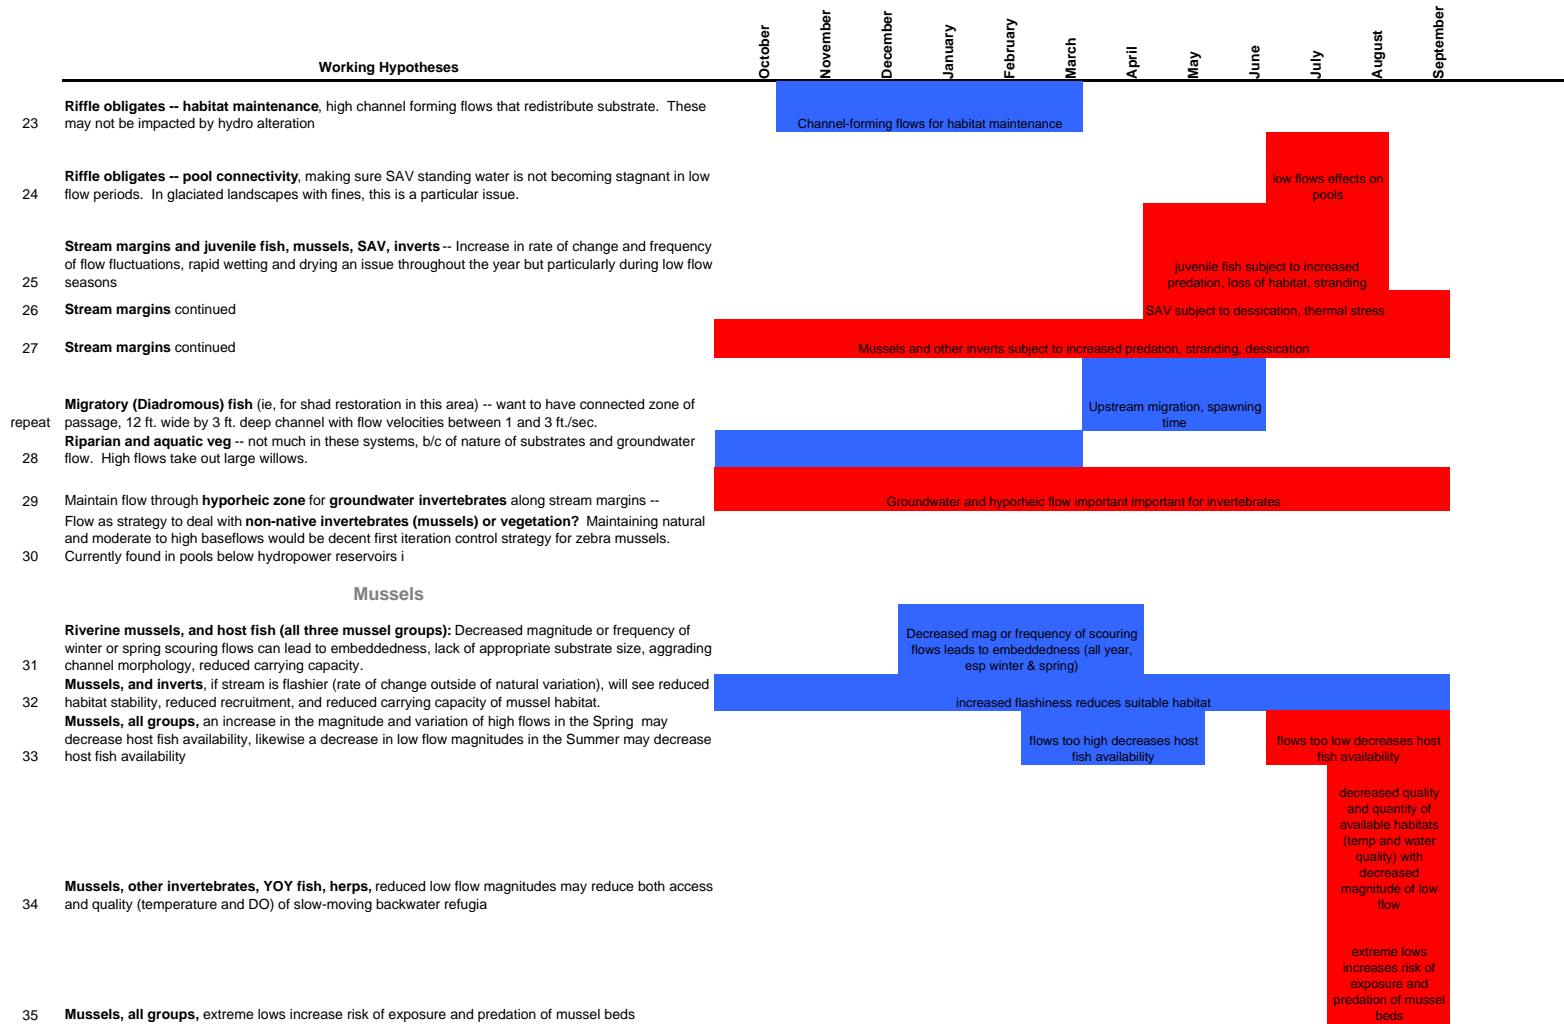 Working Hypotheses
October
November
December
January
February
March
April
May
June
July
August
September
Riffle obligates -- habitat maintenance, high channel forming flows that redistribute substrate. These
23 may not be impacted by hydro alteration
Channel-forming flows for habitat maintenance
Riffle obligates -- pool connectivity, making sure SAV standing water is not becoming stagnant in low
24 flow periods. In glaciated landscapes with fines, this is a particular issue.
low flows effects on
pools
Stream margins and juvenile fish, mussels, SAV, inverts -- Increase in rate of change and frequency
of flow fluctuations, rapid wetting and drying an issue throughout the year but particularly during low flow
25 seasons
juvenile fish subject to increased
predation, loss of habitat, stranding
26 Stream margins continued
SAV subject to dessication, thermal stress
27 Stream margins continued
Mussels and other inverts subject to increased predation, stranding, dessication
Migratory (Diadromous) fish (ie, for shad restoration in this area) -- want to have connected zone of
repeat passage, 12 ft. wide by 3 ft. deep channel with flow velocities between 1 and 3 ft./sec.
Upstream migration, spawning
time
Riparian and aquatic veg -- not much in these systems, b/c of nature of substrates and groundwater
28 flow. High flows take out large willows.
29 Maintain flow through hyporheic zone for groundwater invertebrates along stream margins --
Groundwater and hyporheic flow important important for invertebrates
Flow as strategy to deal with non-native invertebrates (mussels) or vegetation? Maintaining natural
and moderate to high baseflows would be decent first iteration control strategy for zebra mussels.
30 Currently found in pools below hydropower reservoirs i
Mussels
Riverine mussels, and host fish (all three mussel groups): Decreased magnitude or frequency of
winter or spring scouring flows can lead to embeddedness, lack of appropriate substrate size, aggrading
31 channel morphology, reduced carrying capacity.
Decreased mag or frequency of scouring
flows leads to embeddedness (all year,
esp winter & spring)
Mussels, and inverts, if stream is flashier (rate of change outside of natural variation), will see reduced
32 habitat stability, reduced recruitment, and reduced carrying capacity of mussel habitat.
increased flashiness reduces suitable habitat
Mussels, all groups, an increase in the magnitude and variation of high flows in the Spring may
decrease host fish availability, likewise a decrease in low flow magnitudes in the Summer may decrease
33 host fish availability
flows too high decreases host
fish availability
flows too low decreases host
fish availability
Mussels, other invertebrates, YOY fish, herps, reduced low flow magnitudes may reduce both access
34 and quality (temperature and DO) of slow-moving backwater refugia
decreased quality
and quantity of
available habitats
(temp and water
quality) with
decreased
magnitude of low
flow
35 Mussels, all groups, extreme lows increase risk of exposure and predation of mussel beds
extreme lows
increases risk of
exposure and
predation of mussel
beds